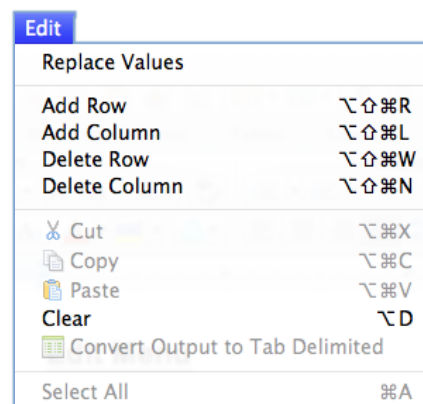 Edit
Replace Values
Add Row ⌥⇧⌘R
Add Column ⌥⇧⌘L
Delete Row ⌥⇧⌘W
Delete Column ⌥⇧⌘N
Cut ⌥⌘X
Copy ⌥⌘C
Paste ⌥⌘V
Clear ⌥D
Convert Output to Tab Delimited
Select All ⌘A